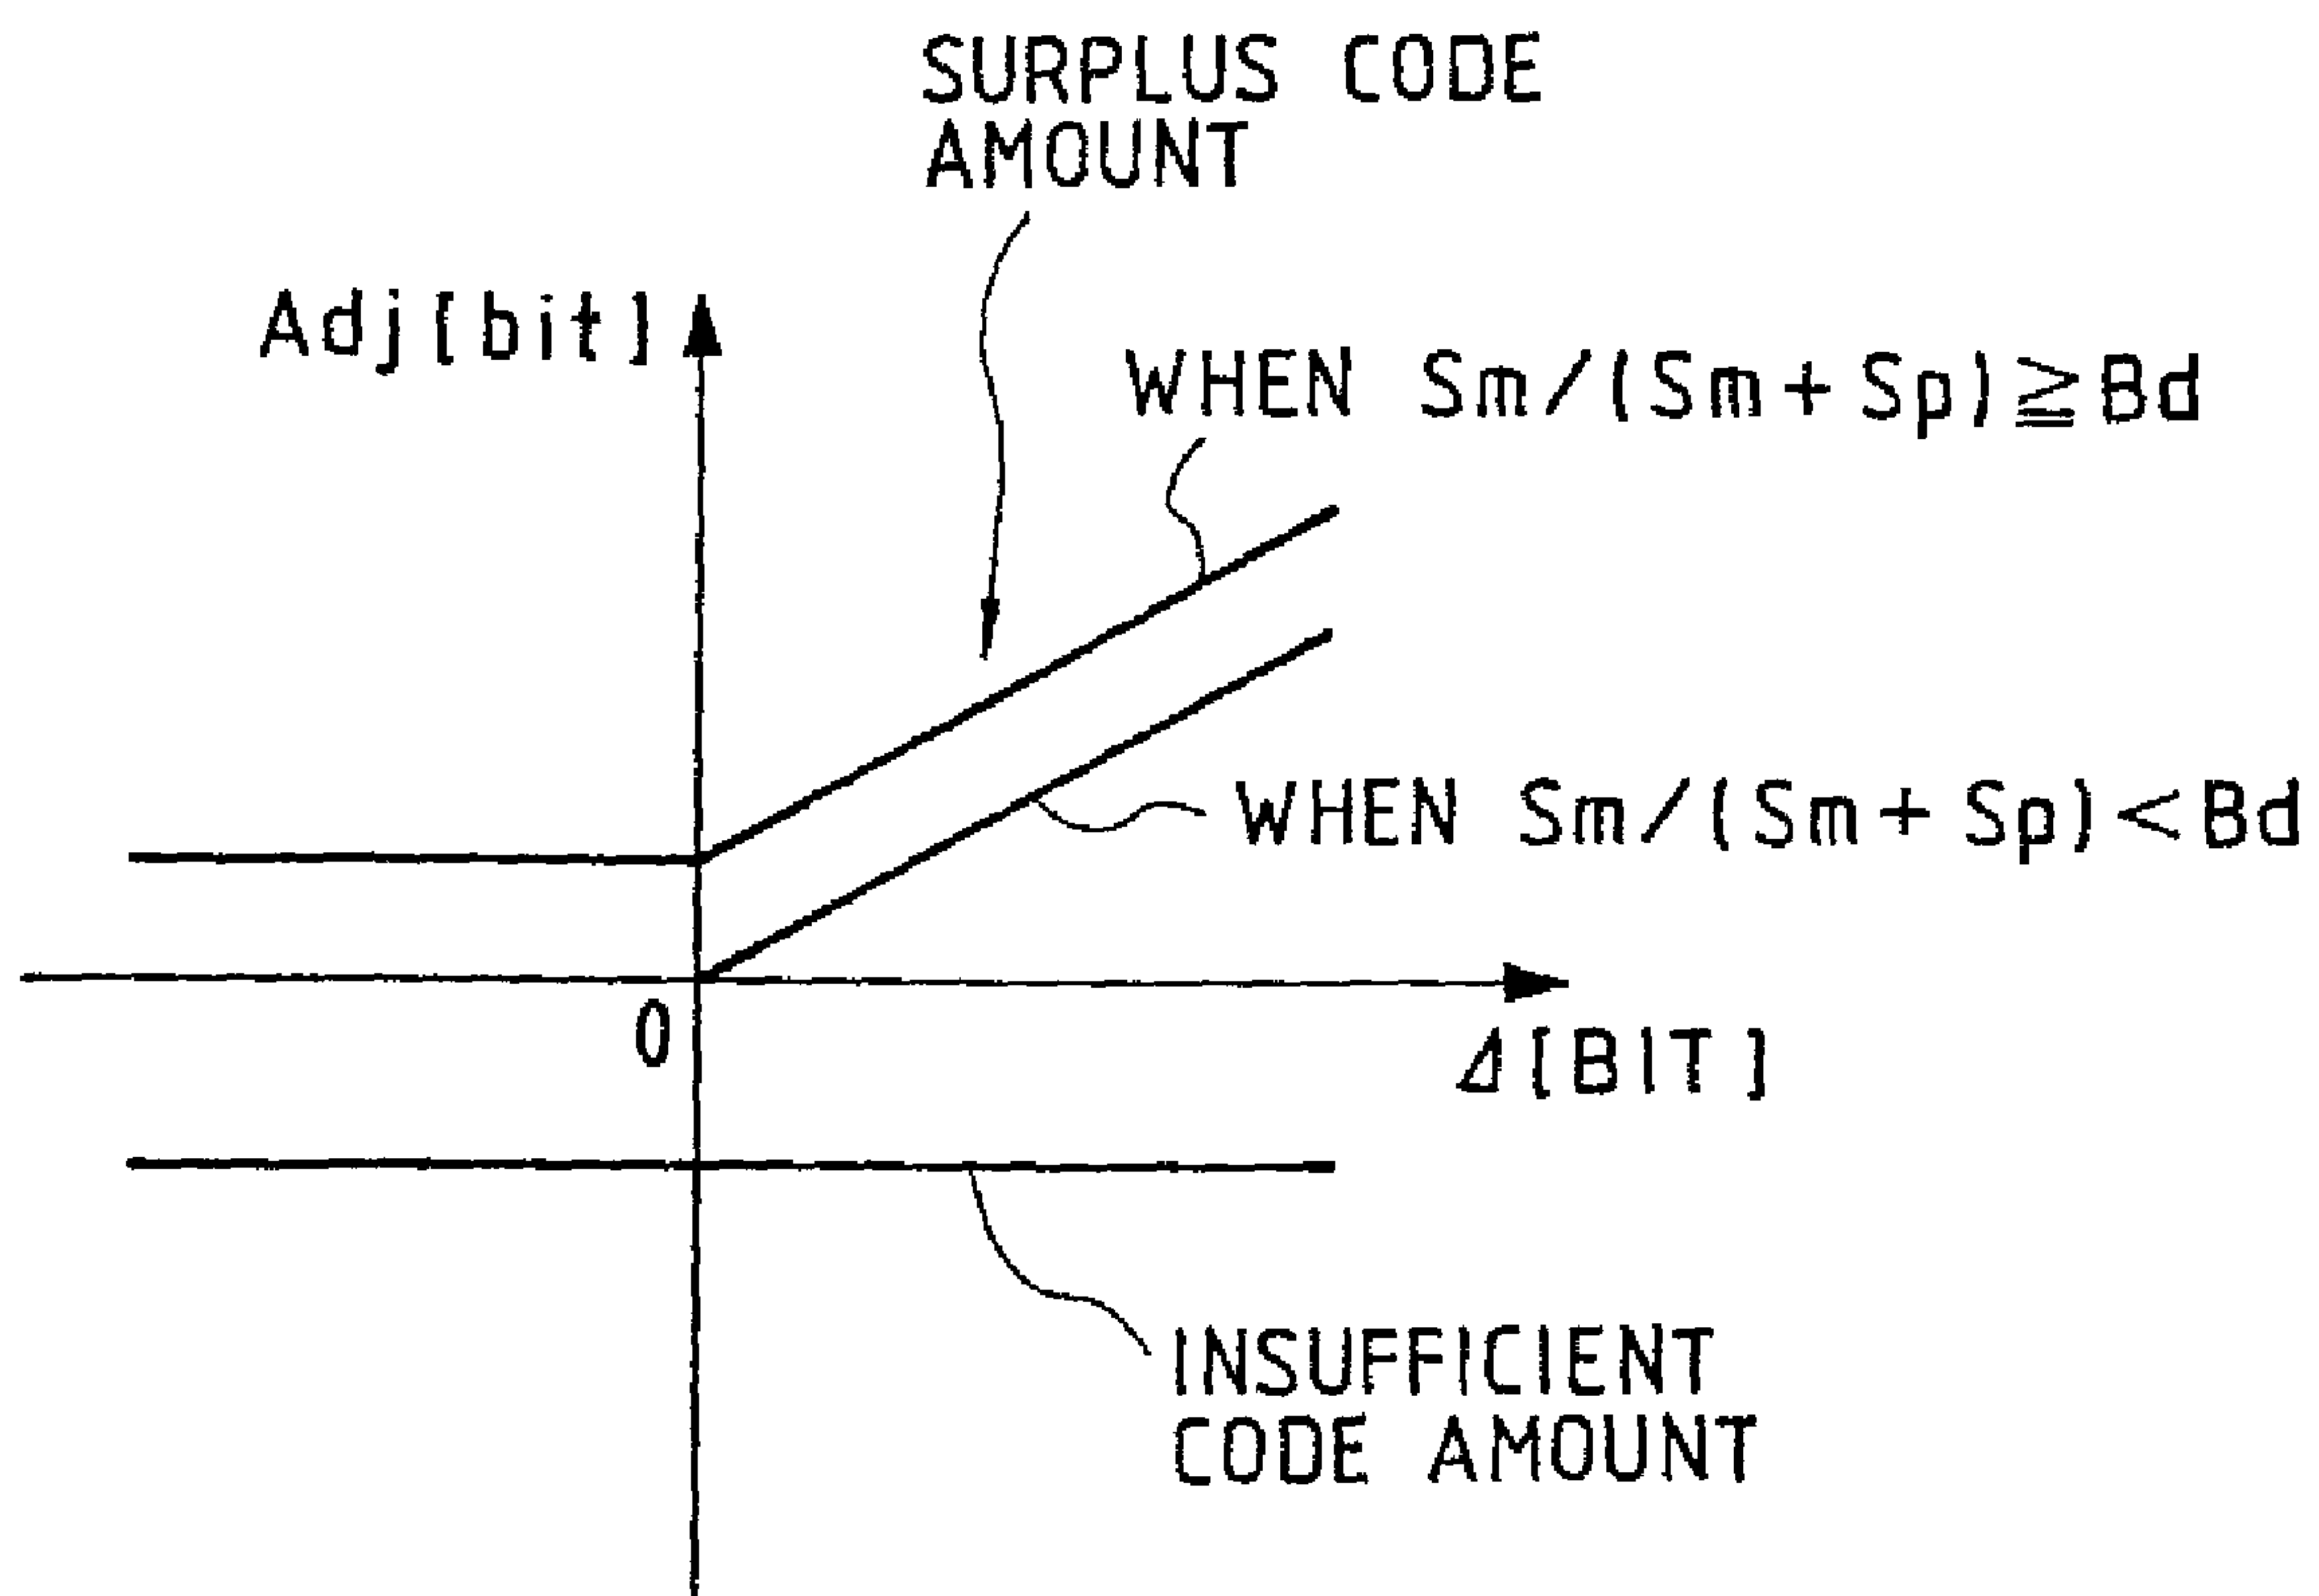 SURPLUS CODE
AMOUNT
Adj[bit]
WHEN Sm/(Sm+Sp)≧Bd
WHEN Sm/(Sm+Sp)<Bd
0
Δ[BIT]
INSUFFICIENT
CODE AMOUNT